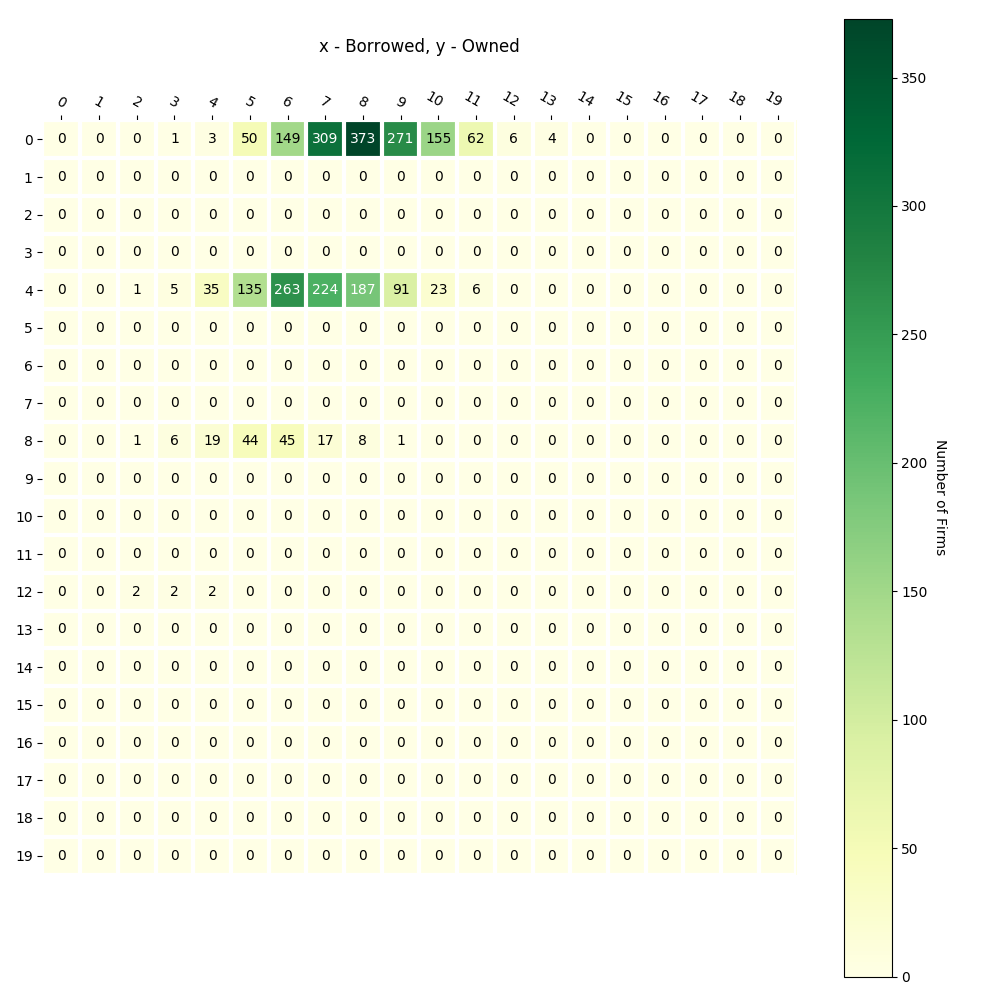 x - Borrowed, y - Owned
0 1 2 3 4 5 6 7 8 9 10 11 12 13 14 15 16 17 18 19
0 0 0 0 1 3 50 149 309 373 271 155 62 6 4 0 0 0 0 0 0
1 0 0 0 0 0 0 0 0 0 0 0 0 0 0 0 0 0 0 0 0
2 0 0 0 0 0 0 0 0 0 0 0 0 0 0 0 0 0 0 0 0
3 0 0 0 0 0 0 0 0 0 0 0 0 0 0 0 0 0 0 0 0
4 0 0 1 5 35 135 263 224 187 91 23 6 0 0 0 0 0 0 0 0
5 0 0 0 0 0 0 0 0 0 0 0 0 0 0 0 0 0 0 0 0
6 0 0 0 0 0 0 0 0 0 0 0 0 0 0 0 0 0 0 0 0
7 0 0 0 0 0 0 0 0 0 0 0 0 0 0 0 0 0 0 0 0
8 0 0 1 6 19 44 45 17 8 1 0 0 0 0 0 0 0 0 0 0
9 0 0 0 0 0 0 0 0 0 0 0 0 0 0 0 0 0 0 0 0
10 0 0 0 0 0 0 0 0 0 0 0 0 0 0 0 0 0 0 0 0
11 0 0 0 0 0 0 0 0 0 0 0 0 0 0 0 0 0 0 0 0
12 0 0 2 2 2 0 0 0 0 0 0 0 0 0 0 0 0 0 0 0
13 0 0 0 0 0 0 0 0 0 0 0 0 0 0 0 0 0 0 0 0
14 0 0 0 0 0 0 0 0 0 0 0 0 0 0 0 0 0 0 0 0
15 0 0 0 0 0 0 0 0 0 0 0 0 0 0 0 0 0 0 0 0
16 0 0 0 0 0 0 0 0 0 0 0 0 0 0 0 0 0 0 0 0
17 0 0 0 0 0 0 0 0 0 0 0 0 0 0 0 0 0 0 0 0
18 0 0 0 0 0 0 0 0 0 0 0 0 0 0 0 0 0 0 0 0
19 0 0 0 0 0 0 0 0 0 0 0 0 0 0 0 0 0 0 0 0
350
300
250
200
150
100
50
0
Number of Firms